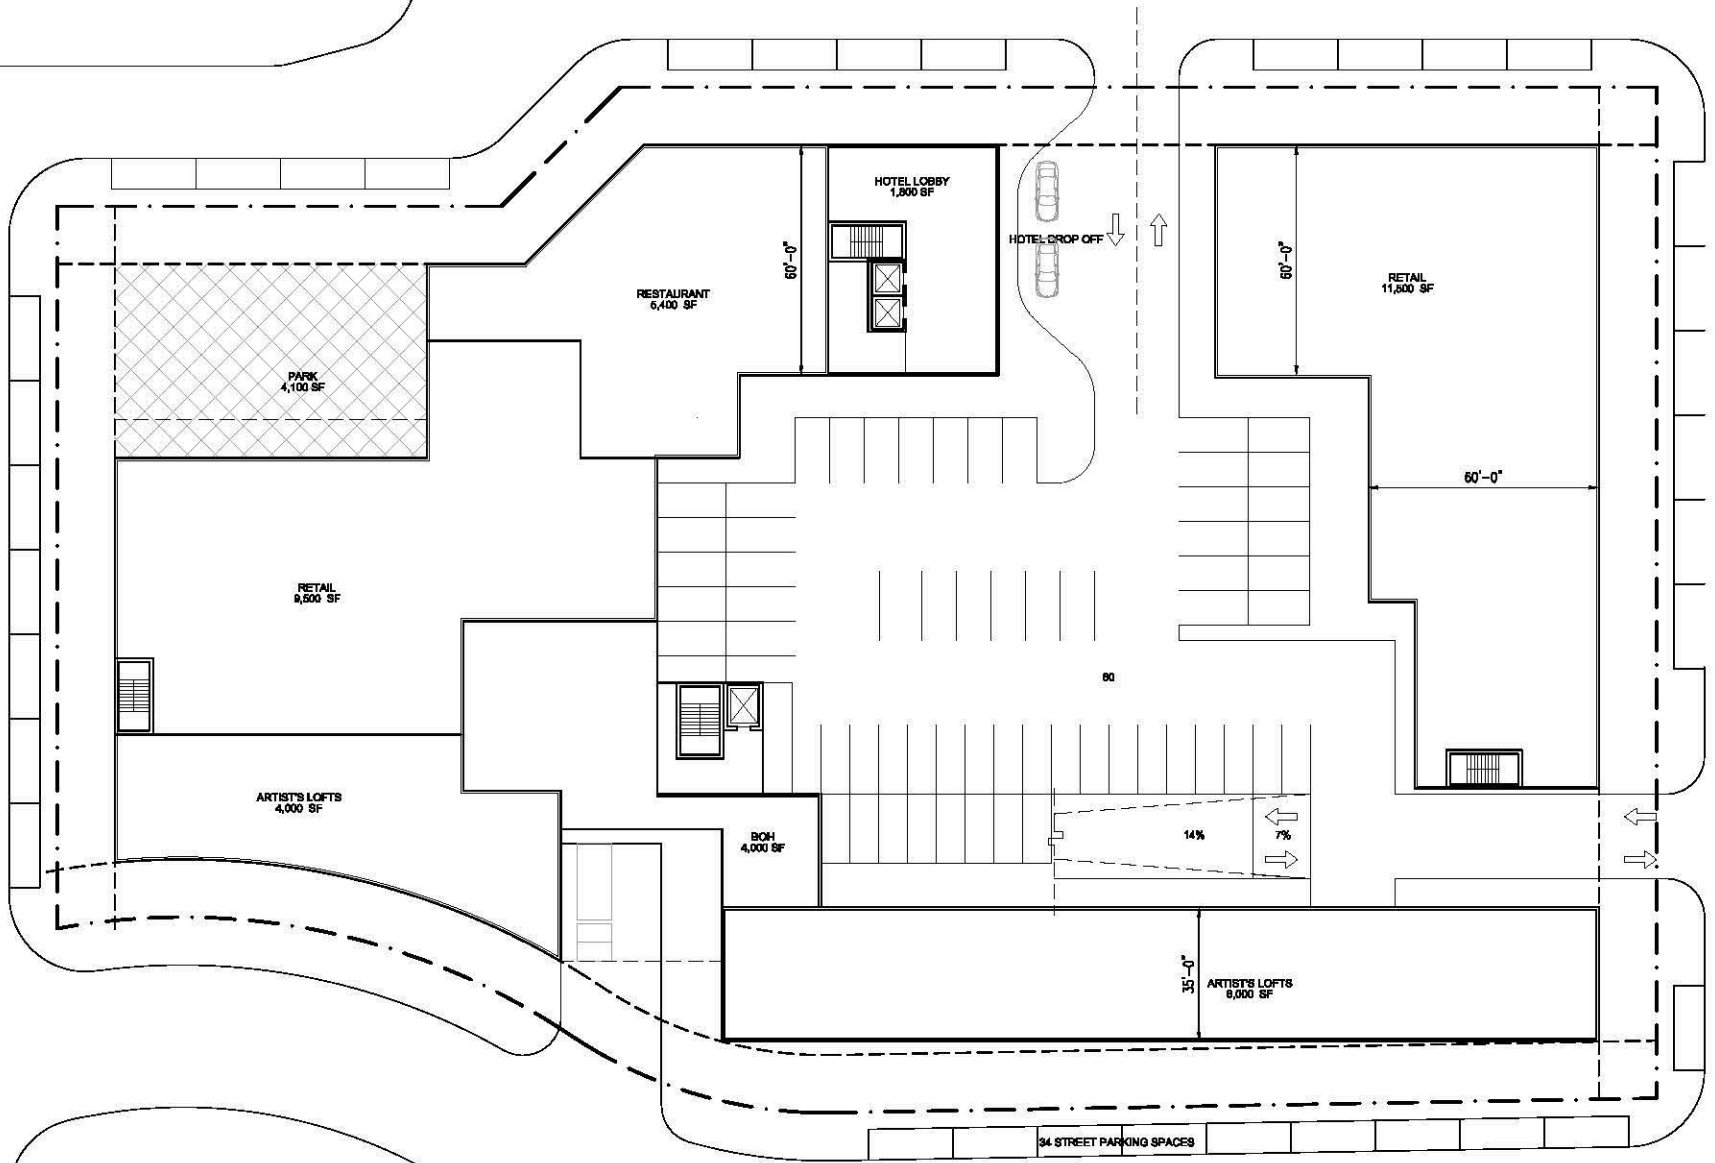 HOTEL LOBBY
1,800 SF
HOTEL DROP OFF
60'-0"
60'-0"
RETAIL
11,500 SF
RESTAURANT
5,400 SF
PARK
4,100 SF
60'-0"
RETAIL
9,500 SF
60
ARTIST'S LOFTS
4,000 SF
BOH
4,000 SF
14%
7%
35'-0"
ARTIST'S LOFTS
8,000 SF
34 STREET PARKING SPACES